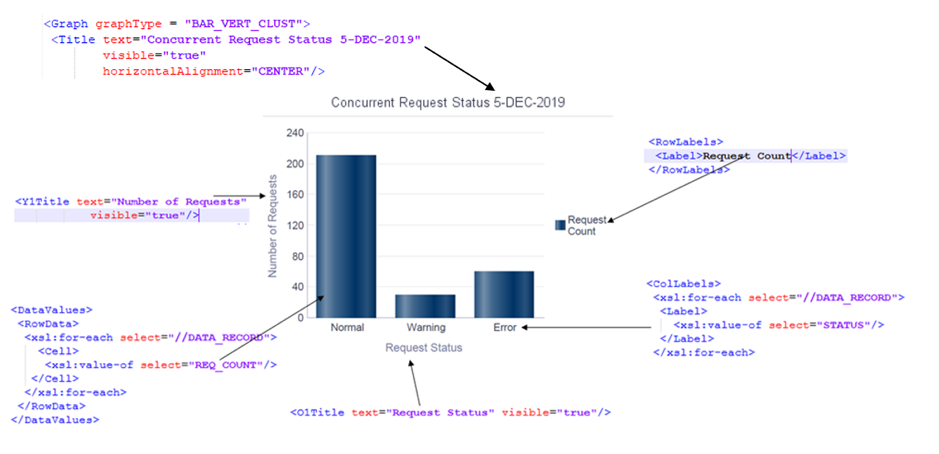 <Graph graphType = "BAR_VERT_CLUST">
<Title text="Concurrent Request Status 5-DEC-2019"
visible="true"
horizontalAlignment="CENTER"/>
Concurrent Request Status 5-DEC-2019
240
200
160
120
80
40
0
Number of Requests
Normal
Warning
Error
Request Status
Request
Count
<RowLabels>
<Label>Request Count</Label>
</RowLabels>
<Y1Title text="Number of Requests"
visible="true"/>
<DataValues>
<RowData>
<xsl:for-each select="//DATA_RECORD">
<Cell>
<xsl:value-of select="REQ_COUNT"/>
</Cell>
</xsl:for-each>
</RowData>
</DataValues>
<ColLabels>
<xsl:for-each select="//DATA_RECORD">
<Label>
<xsl:value-of select="STATUS"/>
</Label>
</xsl:for-each>
<O1Title text="Request Status" visible="true"/>